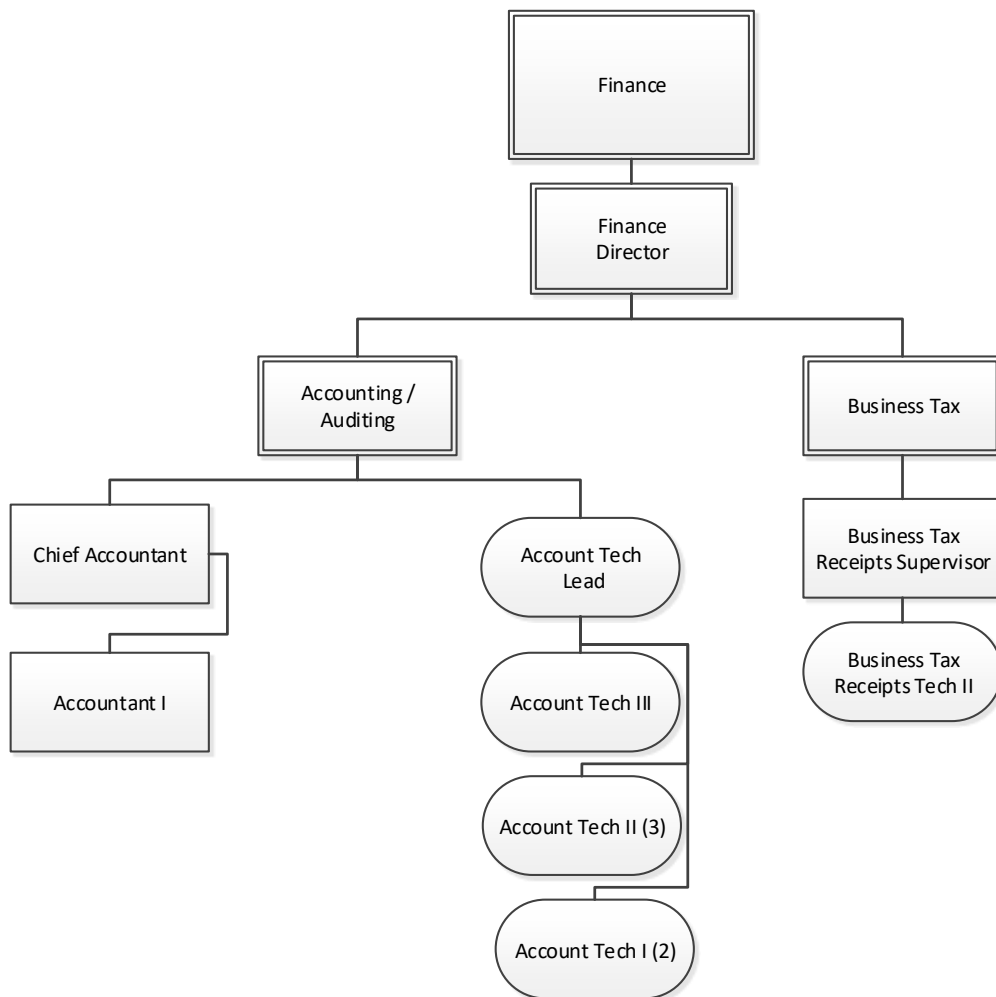 Finance
Finance
Director
Accounting /
Auditing
Business Tax
Chief Accountant
Account Tech
Lead
Business Tax
Receipts Supervisor
Accountant I
Account Tech III
Business Tax
Receipts Tech II
Account Tech II (3)
Account Tech I (2)